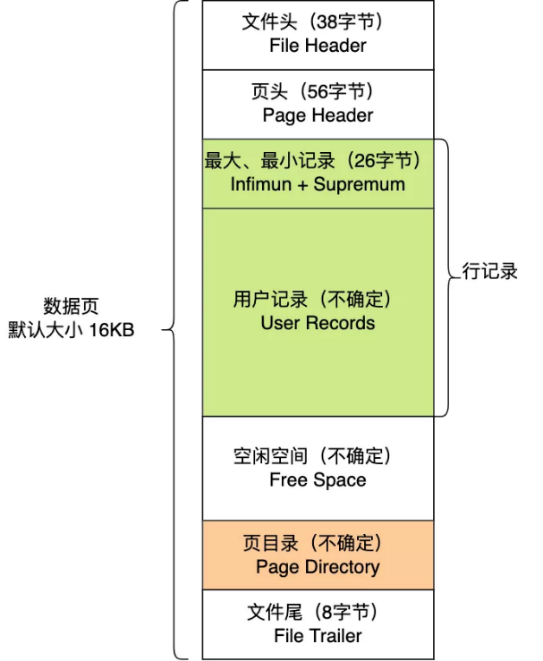 文件头（38字节）
File Header
页头（56字节）
Page Header
最大、最小记录（26字节）
Infimun + Supremum
行记录
用户记录（不确定）
User Records
数据页
默认大小 16KB
空闲空间（不确定）
Free Space
页目录（不确定）
Page Directory
文件尾（8字节）
File Trailer